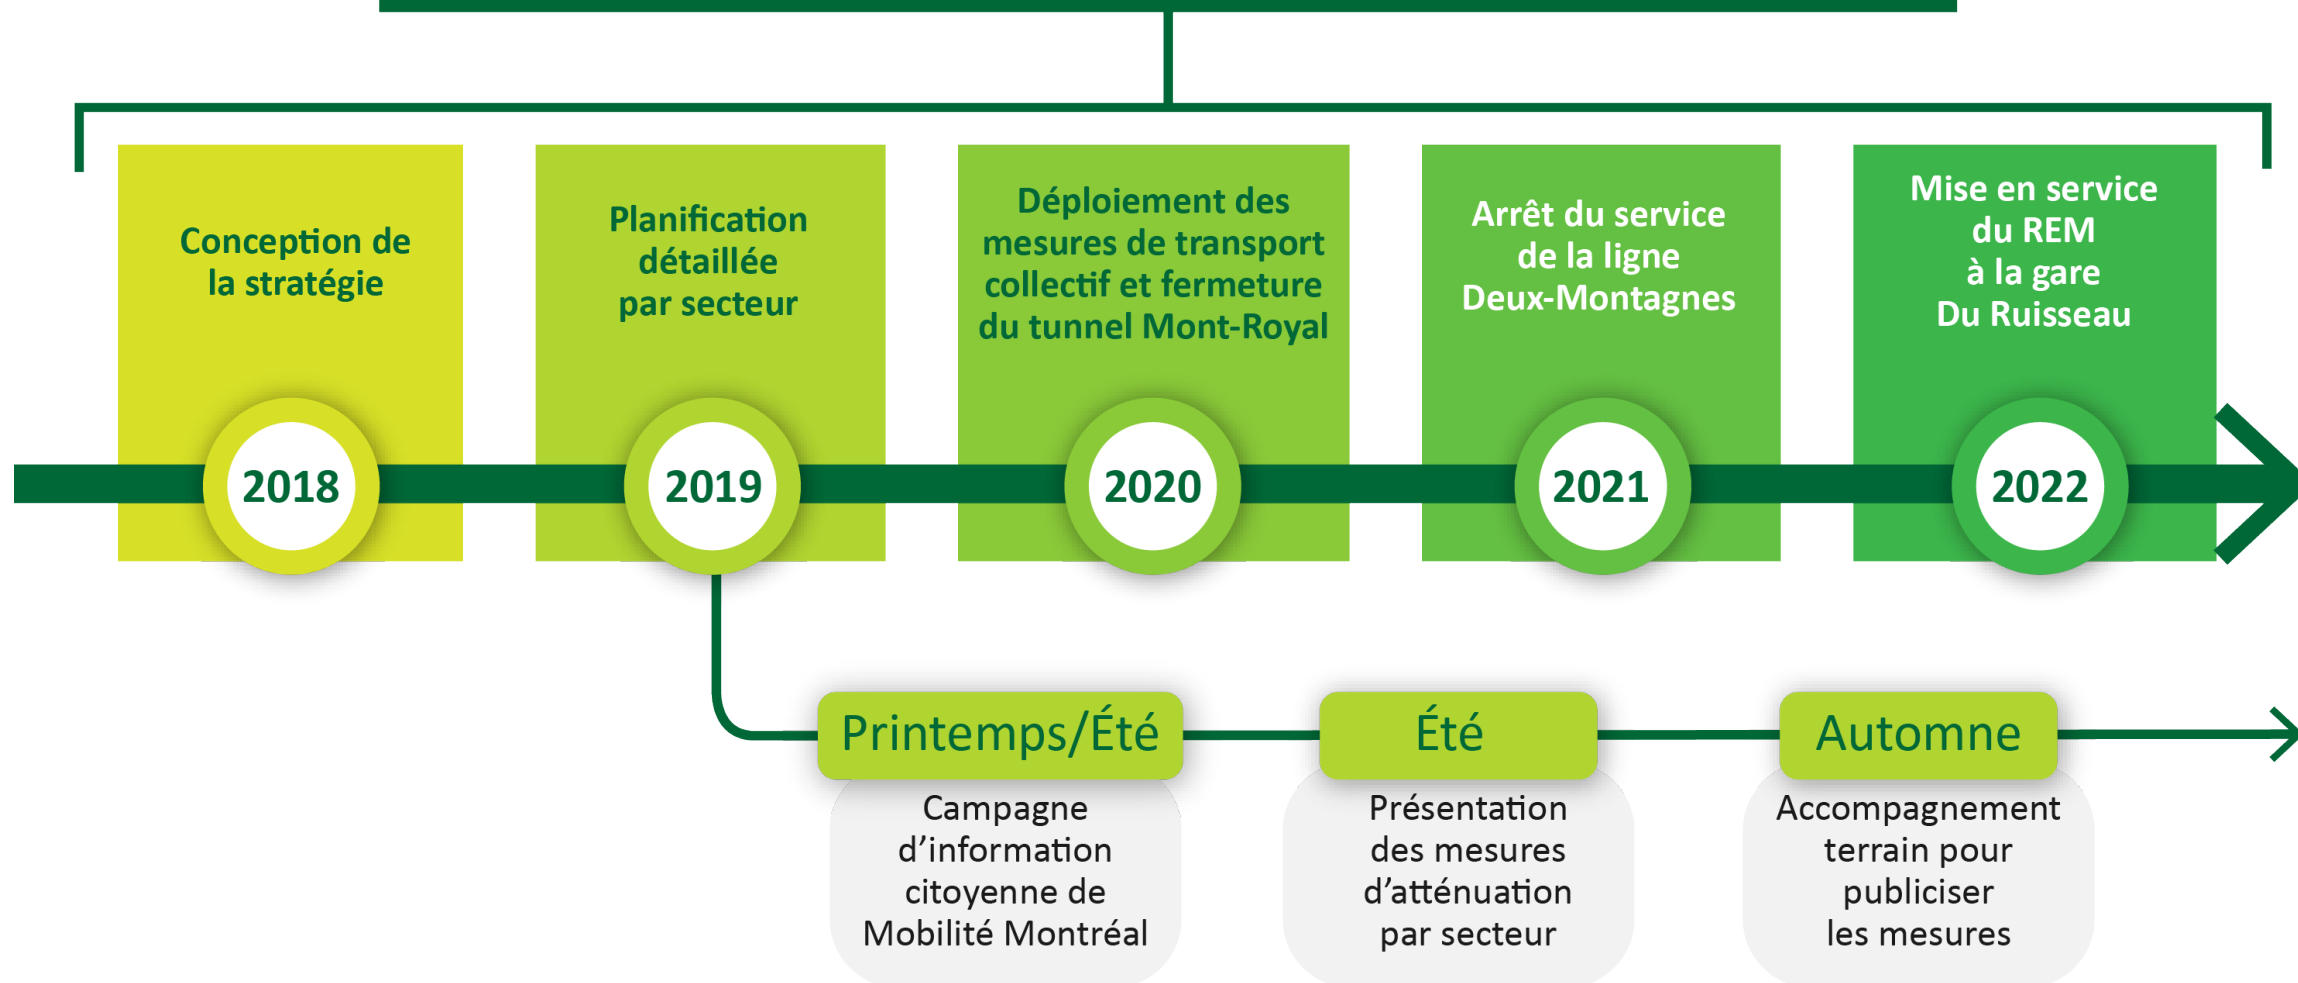 Conception de
la stratégie
Planification
détaillée
par secteur
Déploiement des
mesures de transport
collectif et fermeture
du tunnel Mont-Royal
Arrêt du service
de la ligne
Deux-Montagnes
Mise en service
du REM
à la gare
Du Ruisseau
2018
2019
2020
2021
2022
Printemps/Été
Campagne
d’information
citoyenne de
Mobilité Montréal
Été
Présentation
des mesures
d’atténuation
par secteur
Automne
Accompagnement
terrain pour
publiciser
les mesures